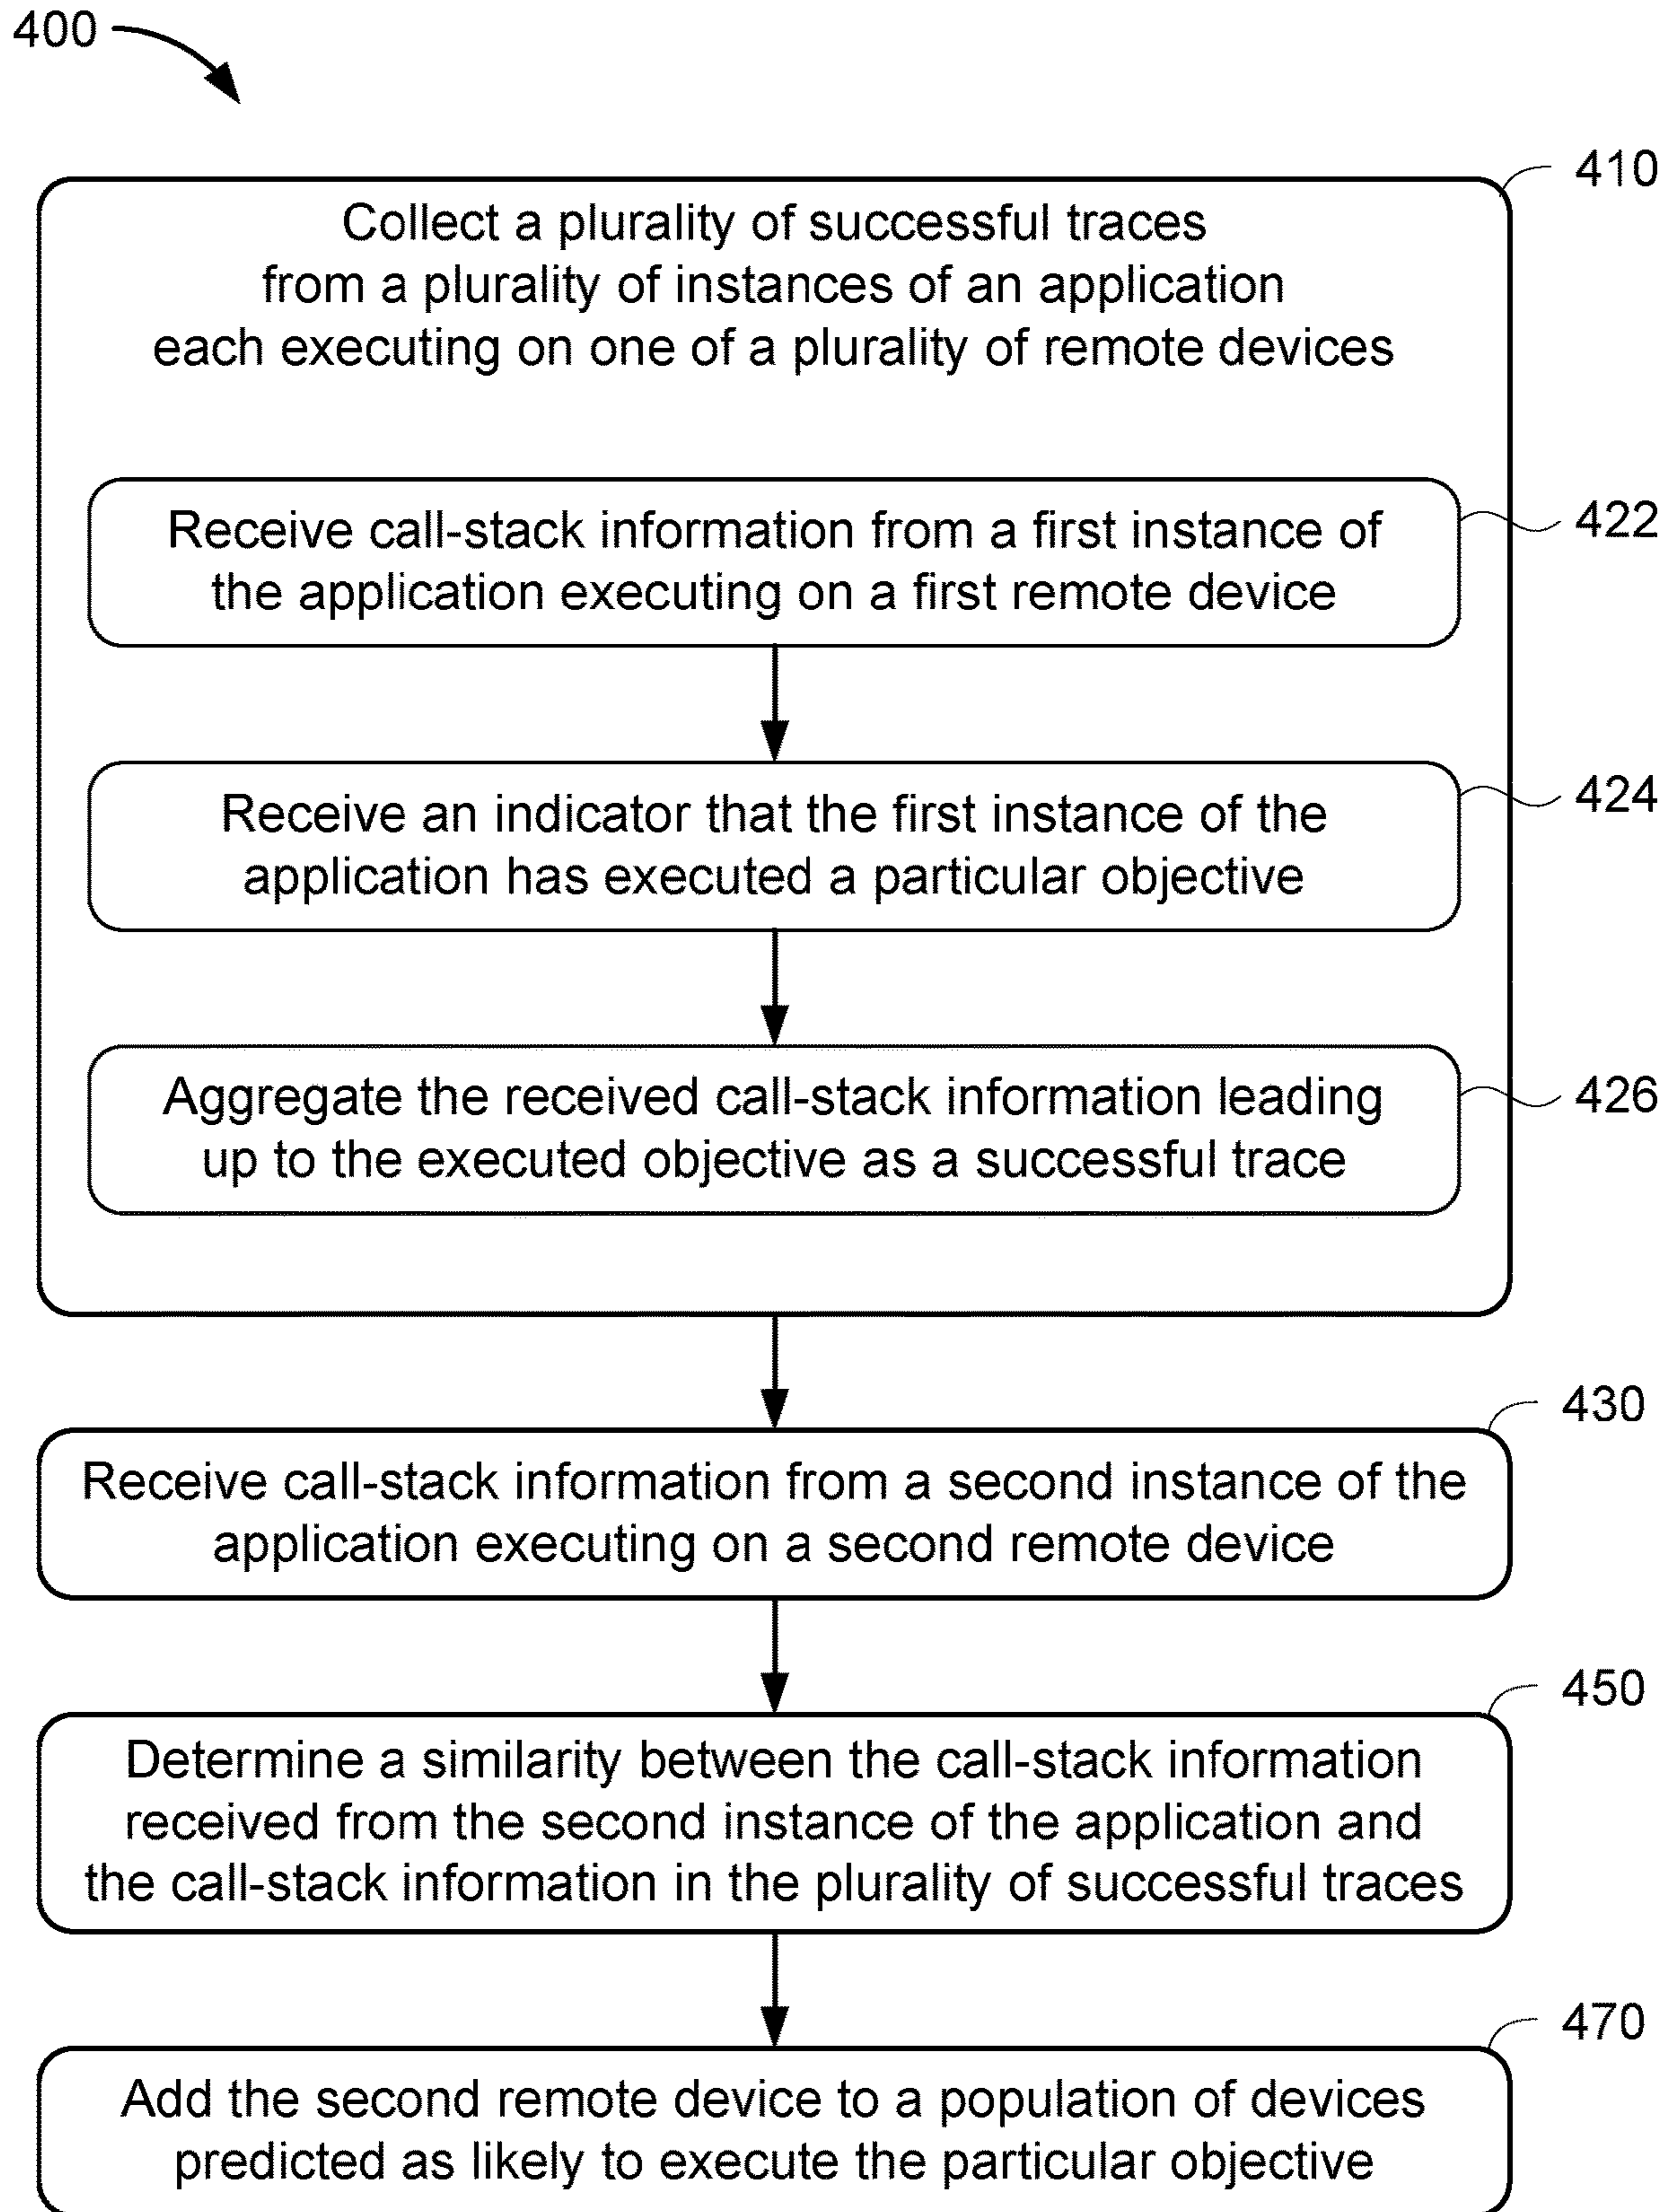 400
410
Collect a plurality of successful traces
from a plurality of instances of an application
each executing on one of a plurality of remote devices
Receive call-stack information from a first instance of
the application executing on a first remote device
422
Receive an indicator that the first instance of the
application has executed a particular objective
424
Aggregate the received call-stack information leading
up to the executed objective as a successful trace
426
430
Receive call-stack information from a second instance of the
application executing on a second remote device
450
Determine a similarity between the call-stack information
received from the second instance of the application and
the call-stack information in the plurality of successful traces
470
Add the second remote device to a population of devices
predicted as likely to execute the particular objective